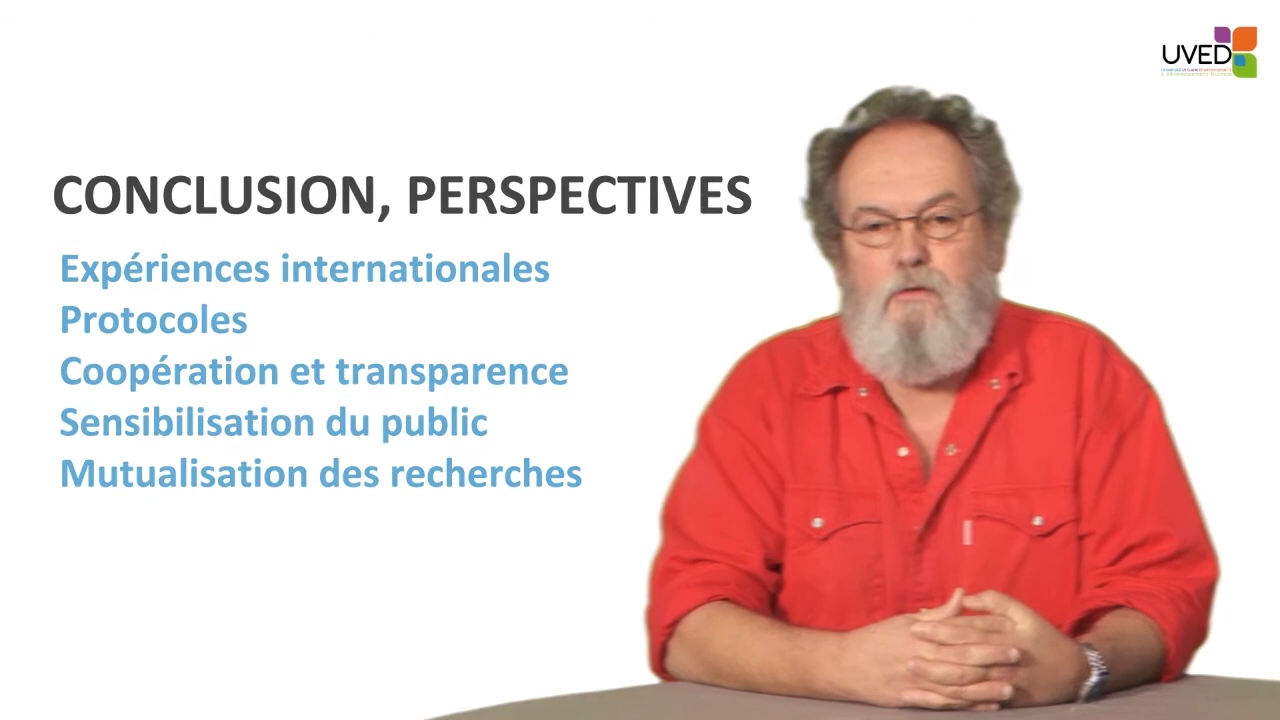 UVED
CONCLUSION, PERSPECTIVES
Expériences internationales
Protocoles
Coopération et transparence
Sensibilisation du public
Mutualisation des recherches